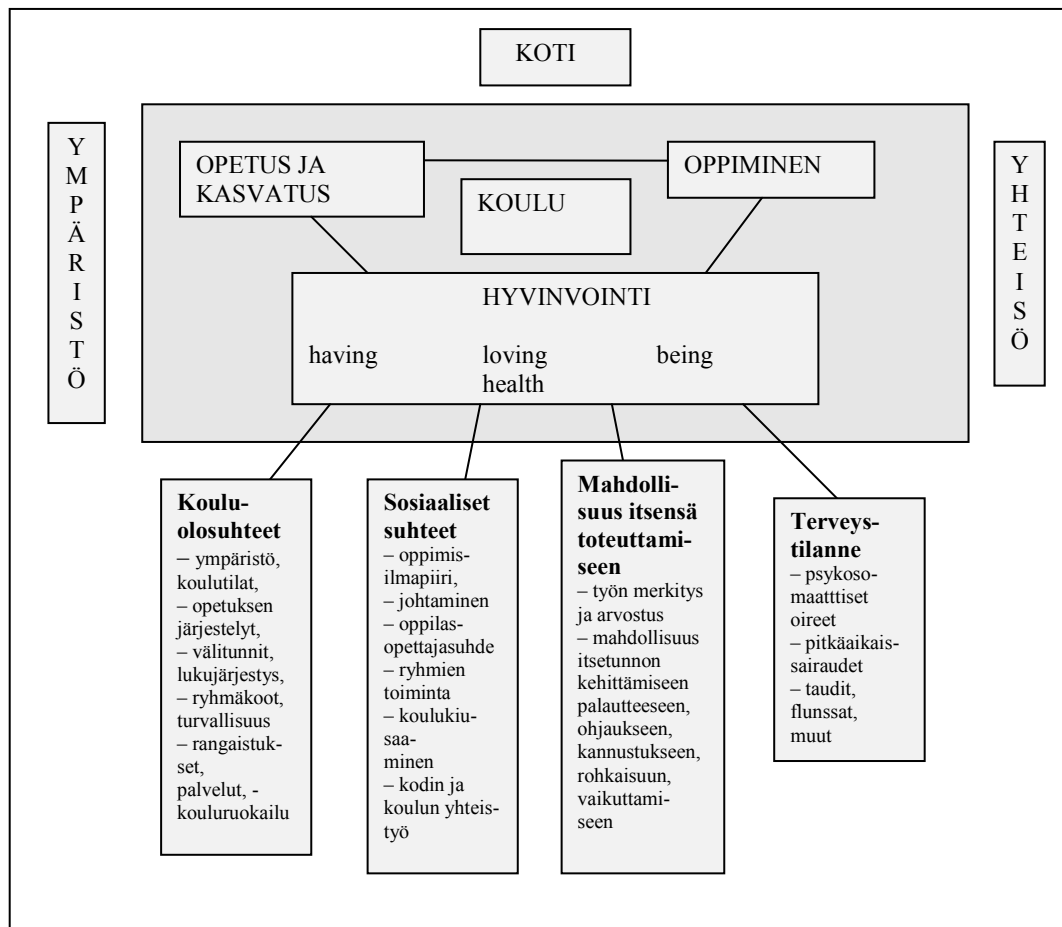 KOTI
Y
M
P
Ä
R
I
S
T
Ö
OPETUS JA
KASVATUS
OPPIMINEN
KOULU
HYVINVOINTI
having loving being
health
Y
H
T
E
I
S
Ö
Koulu-
olosuhteet
– ympäristö,
koulutilat,
– opetuksen
järjestelyt,
– välitunnit,
lukujärjestys,
– ryhmäkoot,
turvallisuus
– rangaistuk-
set,
palvelut, -
kouluruokailu
Sosiaaliset
suhteet
– oppimis-
ilmapiiri,
– johtaminen
– oppilas-
opettajasuhde
– ryhmien
toiminta
– koulukiu-
saa-
minen
– kodin ja
koulun yhteis-
työ
Mahdolli-
suus itsensä
toteuttami-
seen
– työn merkitys
ja arvostus
– mahdollisuus
itsetunnon
kehittämiseen
palautteeseen,
ohjaukseen,
kannustukseen,
rohkaisuun,
vaikuttami-
seen
Terveys-
tilanne
– psykoso-
maatttiset
oireet
– pitkäaikais-
sairaudet
– taudit,
flunssat,
muut